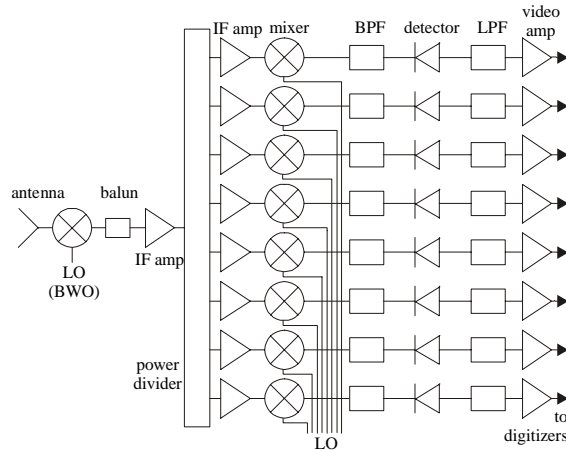 IF amp
mixer
BPF
detector
LPF
video
amp
antenna
balun
LO
(BWO)
IF amp
power
divider
LO
to
digitizers